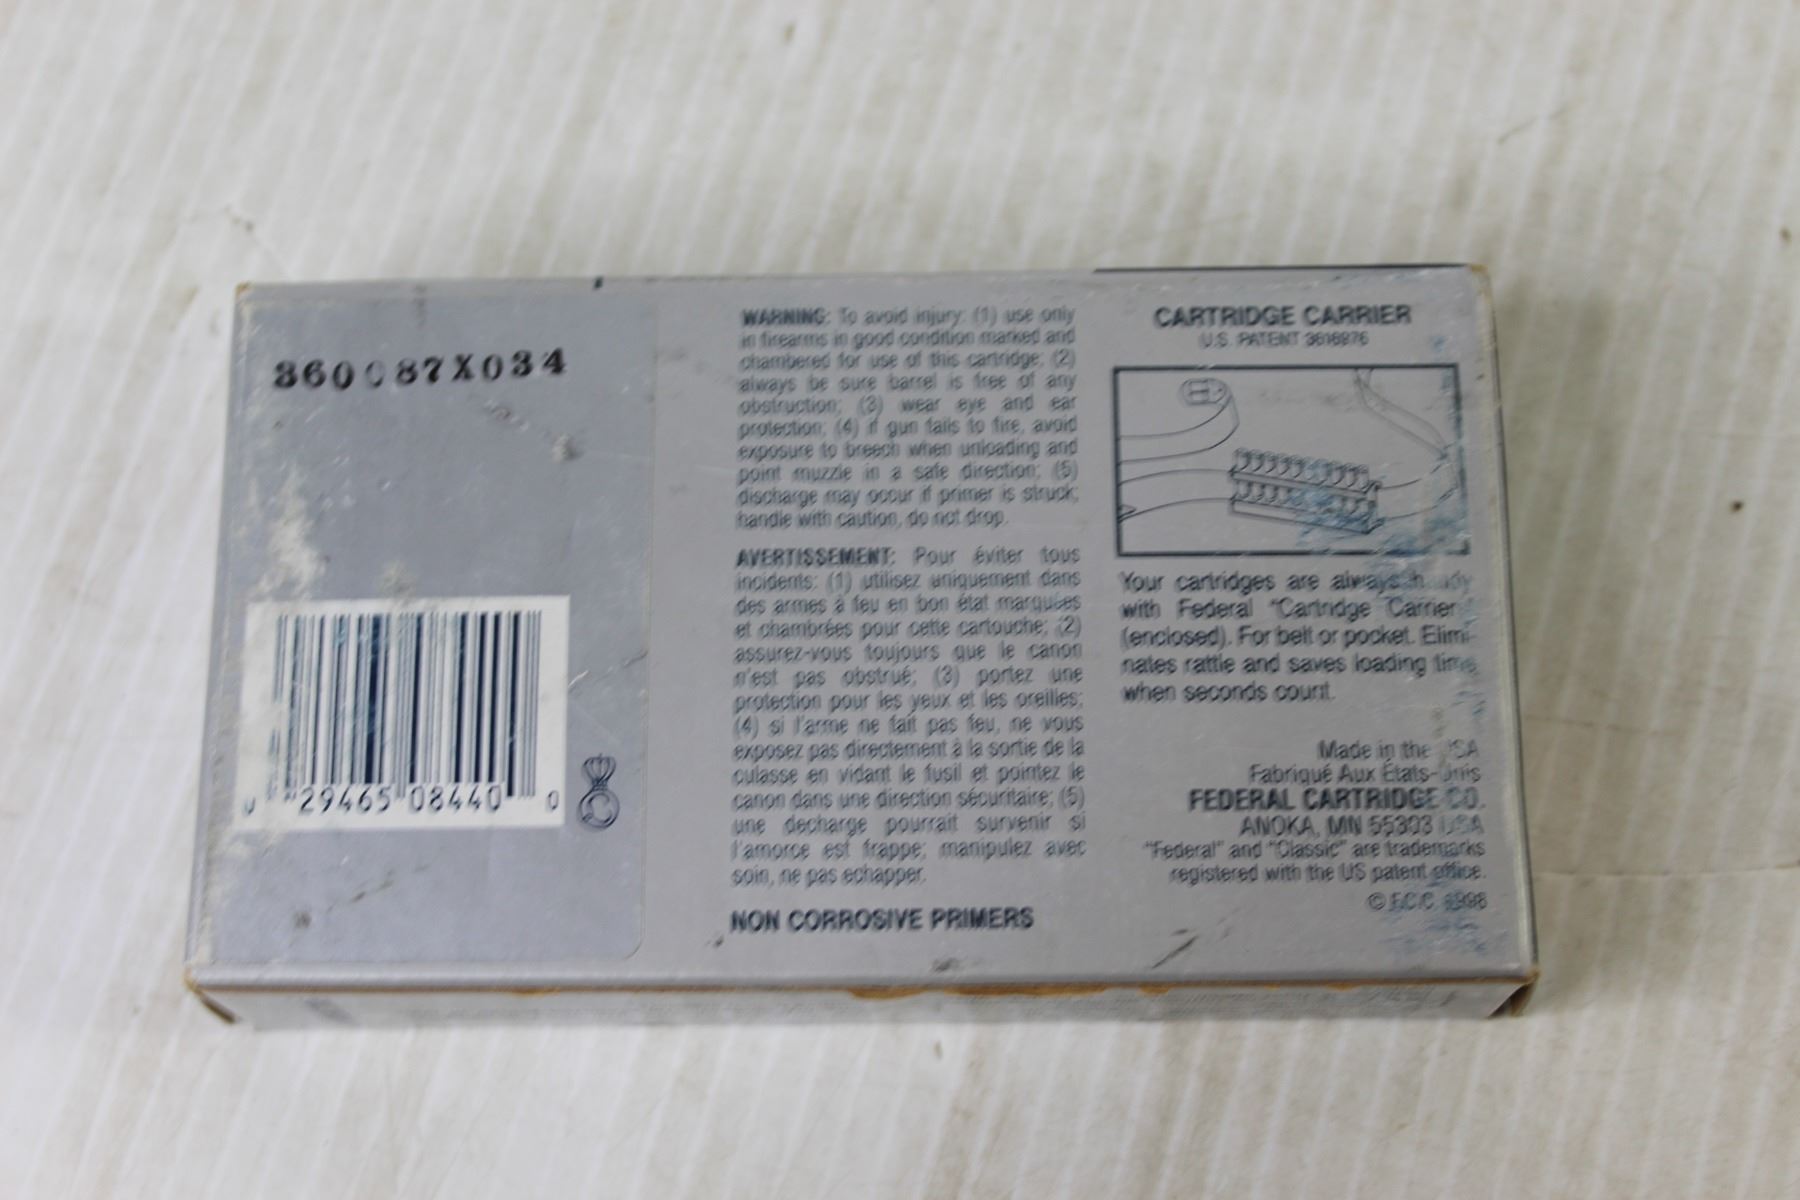 360087X034
0 29465 08440 0
WARNING: To avoid injury: (1) use only
in firearms in good condition marked and
chambered for use of this cartridge; (2)
always be sure barrel is free of any
obstruction; (3) wear eye and ear
protection; (4) if gun fails to fire, avoid
exposure to breech when unloading and
point muzzle in a safe direction; (5)
discharge may occur if primer is struck;
handle with caution, do not drop.
AVERTISSEMENT: Pour éviter tous
incidents: (1) utilisez uniquement dans
des armes à feu en bon état marquées
et chambrées pour cette cartouche; (2)
assurez-vous toujours que le canon
n'est pas obstrué; (3) portez une
protection pour les yeux et les oreilles;
(4) si l'arme ne fait pas feu, ne vous
exposez pas directement à la sortie de la
culasse en vidant le fusil et pointez le
canon dans une direction sécuritaire; (5)
une decharge pourrait survenir si
l'amorce est frappe; manipulez avec
soin, ne pas echapper.
NON CORROSIVE PRIMERS
CARTRIDGE CARRIER
U.S. PATENT 3616976
Your cartridges are always handy
with Federal "Cartridge Carrier"
(enclosed). For belt or pocket. Elimi-
nates rattle and saves loading time
when seconds count.
Made in the USA
Fabriqué Aux États-Unis
FEDERAL CARTRIDGE CO.
ANOKA, MN 55303 USA
"Federal" and "Classic" are trademarks
registered with the US patent office.
© F.C.C.